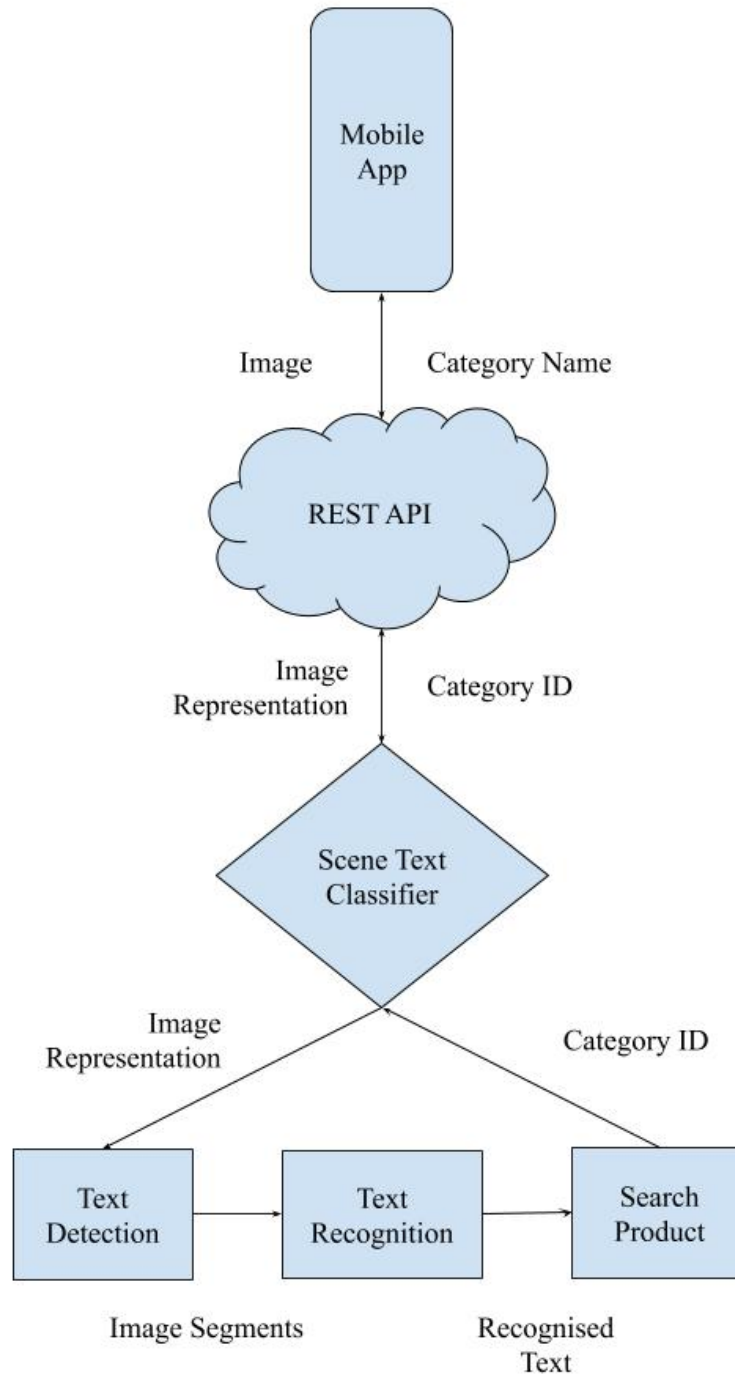 Mobile
App
Image
Category Name
REST API
Image
Representation
Category ID
Scene Text
Classifier
Image
Representation
Category ID
Text
Detection
Text
Recognition
Search
Product
Image Segments
Recognised
Text